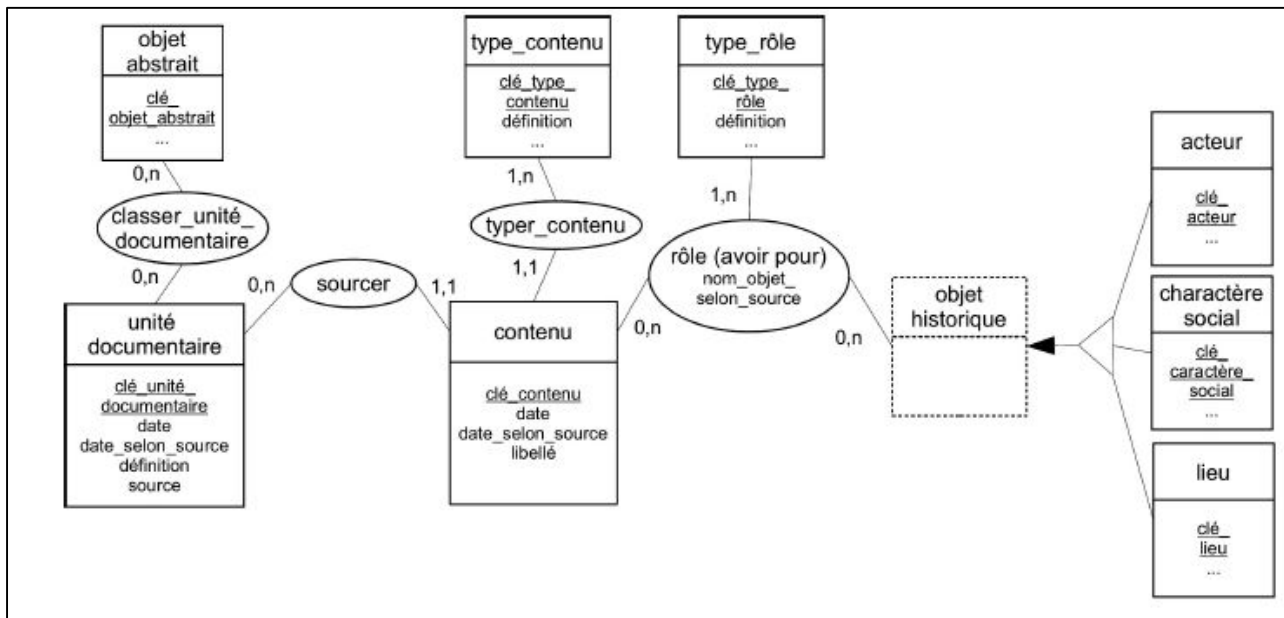 objet
abstrait
clé_
objet_abstrait
...
type_contenu
clé_type_
contenu
définition
...
type_rôle
clé_type_
rôle
définition
...
0,n
classer_unité_
documentaire
0,n
1,n
typer_contenu
1,1
1,n
rôle (avoir pour)
nom_objet_
selon_source
0,n
0,n
0,n
sourcer
1,1
unité
documentaire
clé_unité_
documentaire
date
date_selon_source
définition
source
contenu
clé_contenu
date
date_selon_source
libellé
objet
historique
acteur
clé_
acteur
...
charactère
social
clé_
caractère_
social
...
lieu
clé_
lieu
...